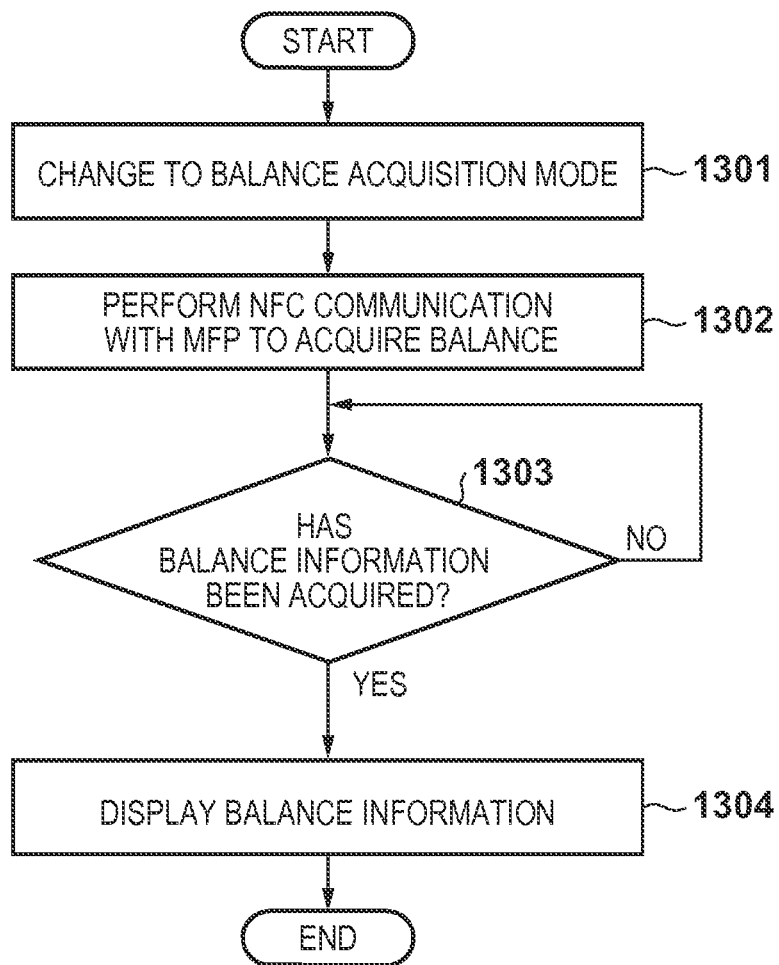 START
CHANGE TO BALANCE ACQUISITION MODE
1301
PERFORM NFC COMMUNICATION
WITH MFP TO ACQUIRE BALANCE
1302
1303
HAS
BALANCE INFORMATION
BEEN ACQUIRED?
NO
YES
DISPLAY BALANCE INFORMATION
1304
END